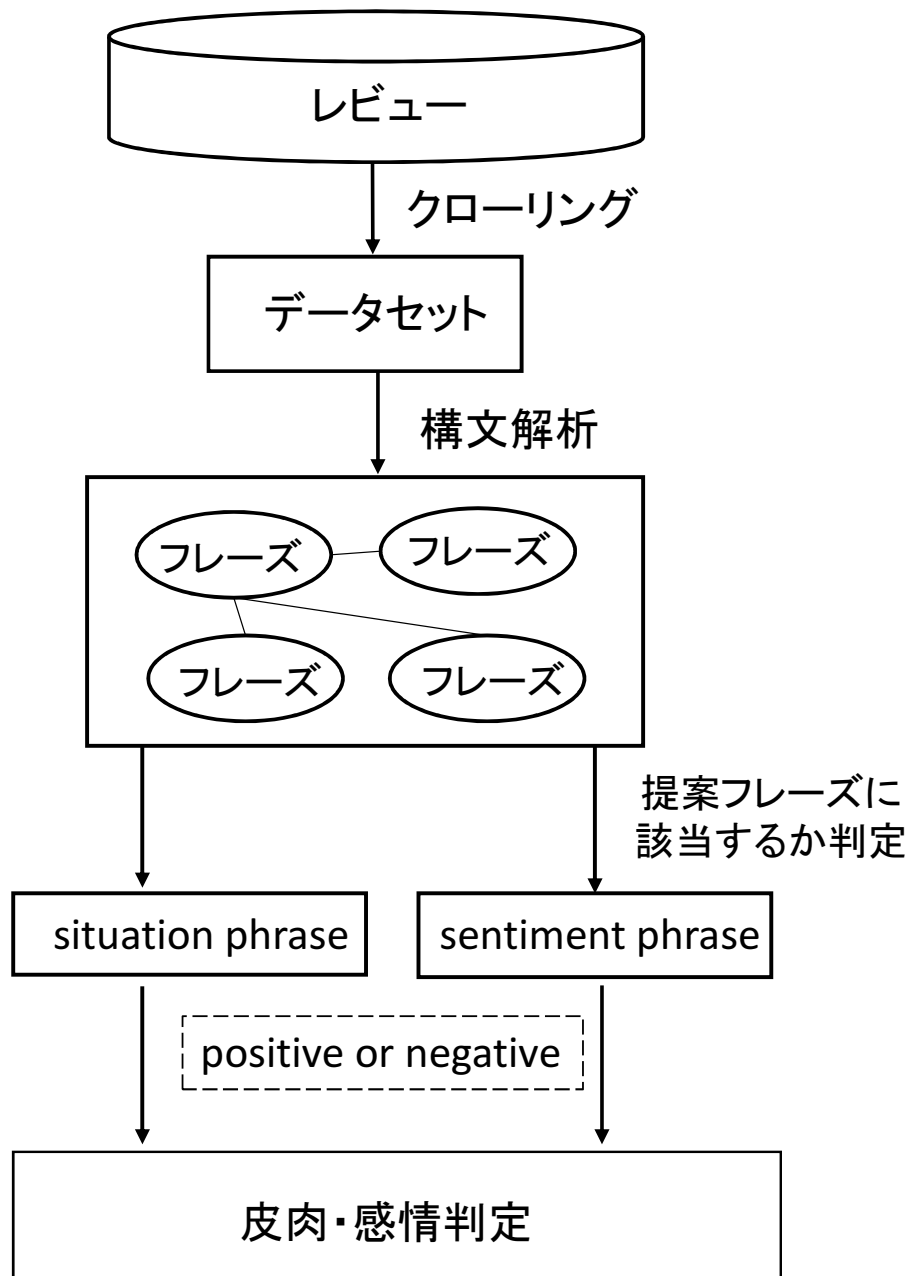 レビュー
クローリング
データセット
構文解析
フレーズ
フレーズ
フレーズ
フレーズ
提案フレーズに
該当するか判定
situation phrase
sentiment phrase
positive or negative
皮肉・感情判定